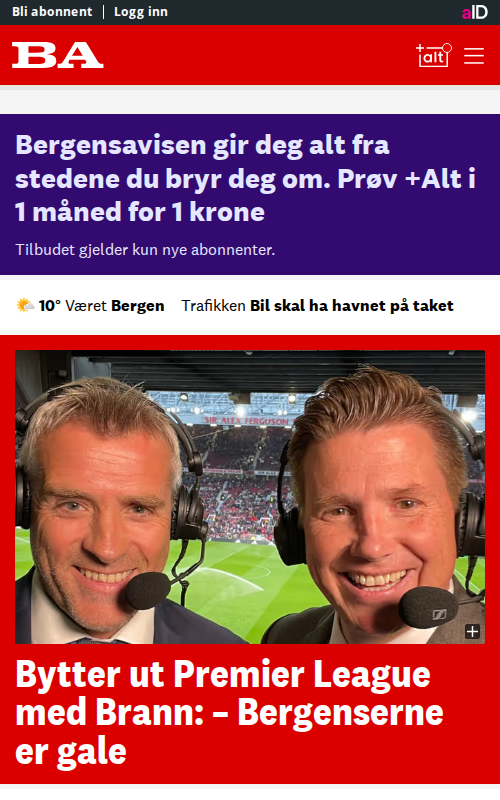 Bli abonnent | Logg inn
aID
BA
+alt
Bergensavisen gir deg alt fra
stedene du bryr deg om. Prøv +Alt i
1 måned for 1 krone
Tilbudet gjelder kun nye abonnenter.
10° Været Bergen Trafikken Bil skal ha havnet på taket
SIR ALEX FERGUSON
Bytter ut Premier League
med Brann: – Bergenserne
er gale